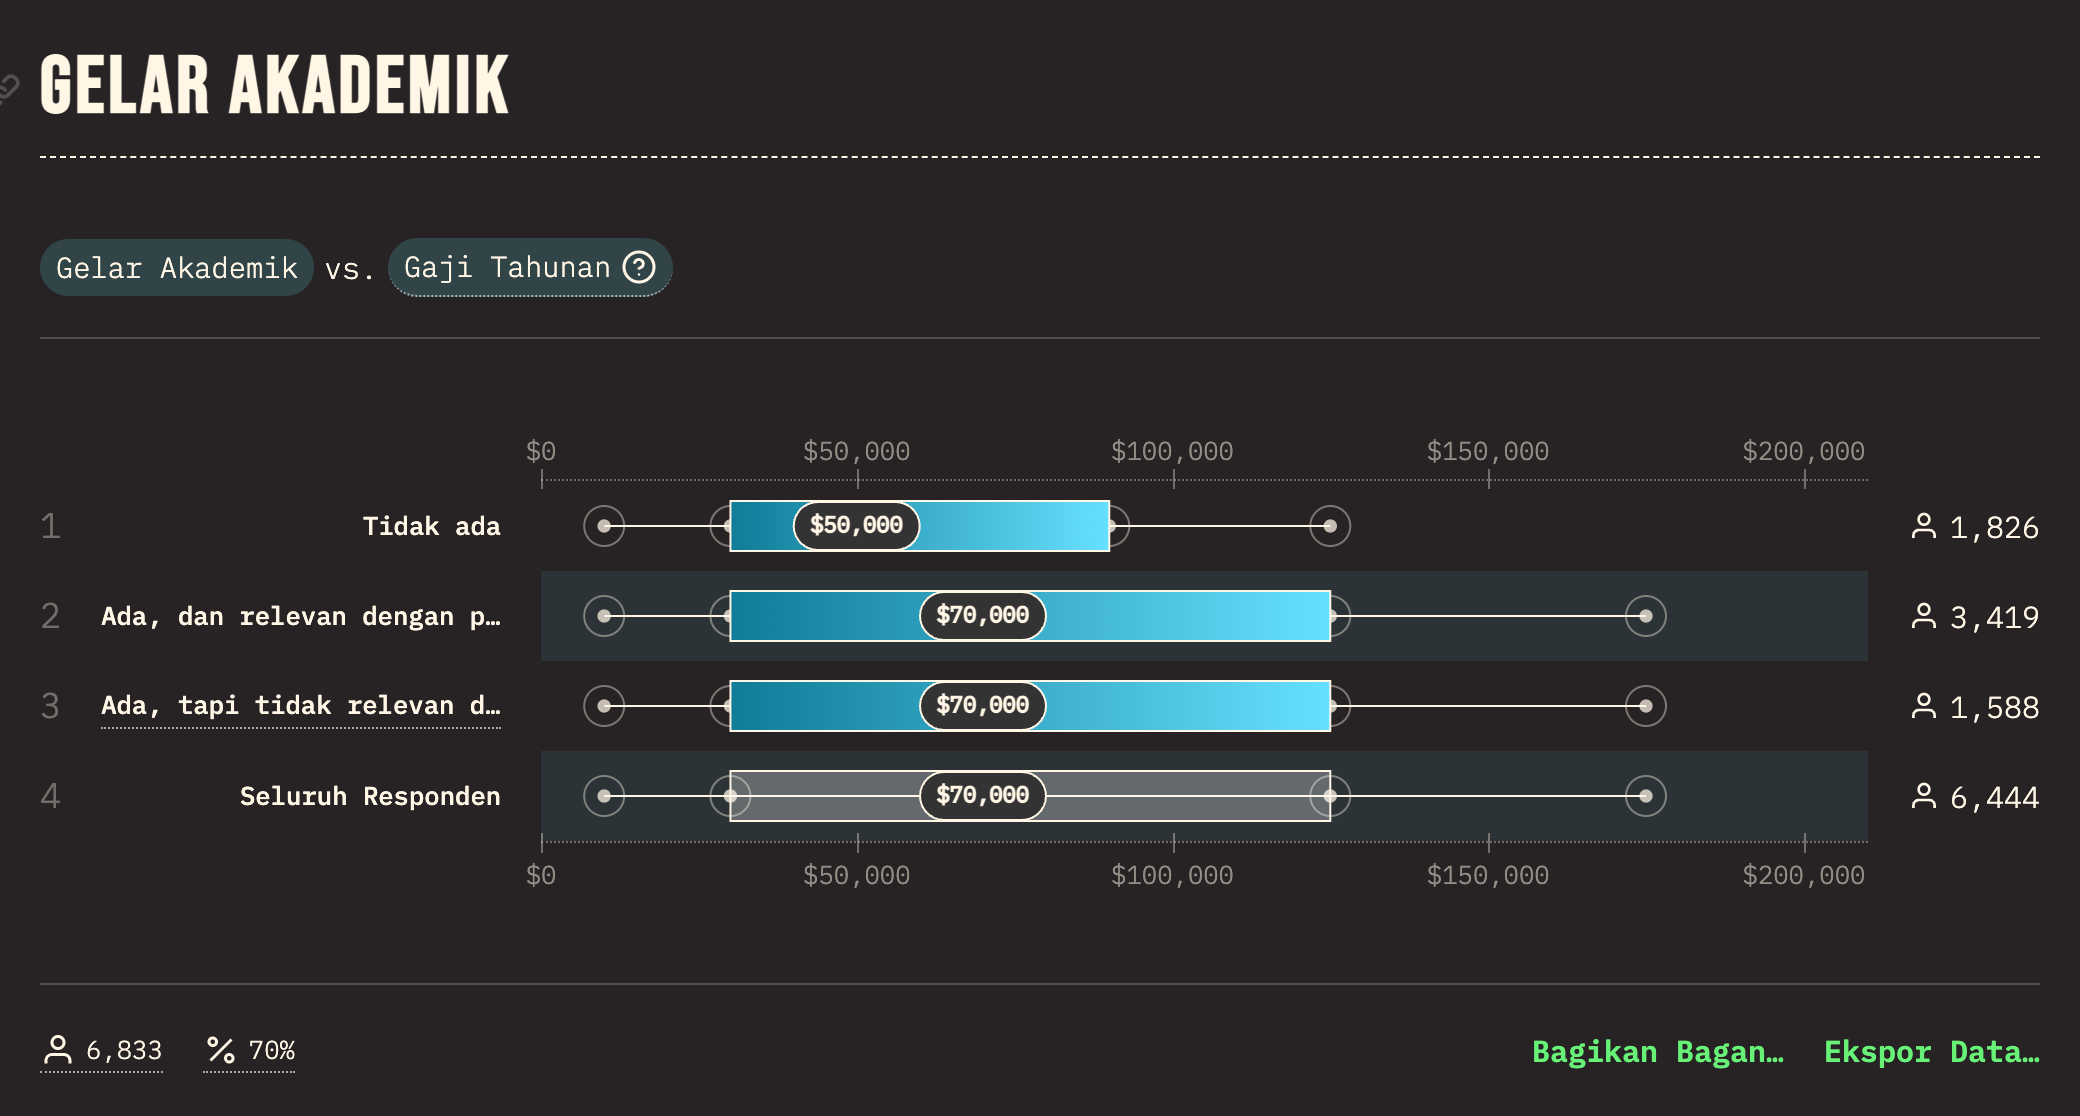 GELAR AKADEMIK
Gelar Akademik vs. Gaji Tahunan ?
$0 $50,000 $100,000 $150,000 $200,000
1 Tidak ada $50,000 1,826
2 Ada, dan relevan dengan p… $70,000 3,419
3 Ada, tapi tidak relevan d… $70,000 1,588
4 Seluruh Responden $70,000 6,444
$0 $50,000 $100,000 $150,000 $200,000
6,833 % 70% Bagikan Bagan… Ekspor Data…